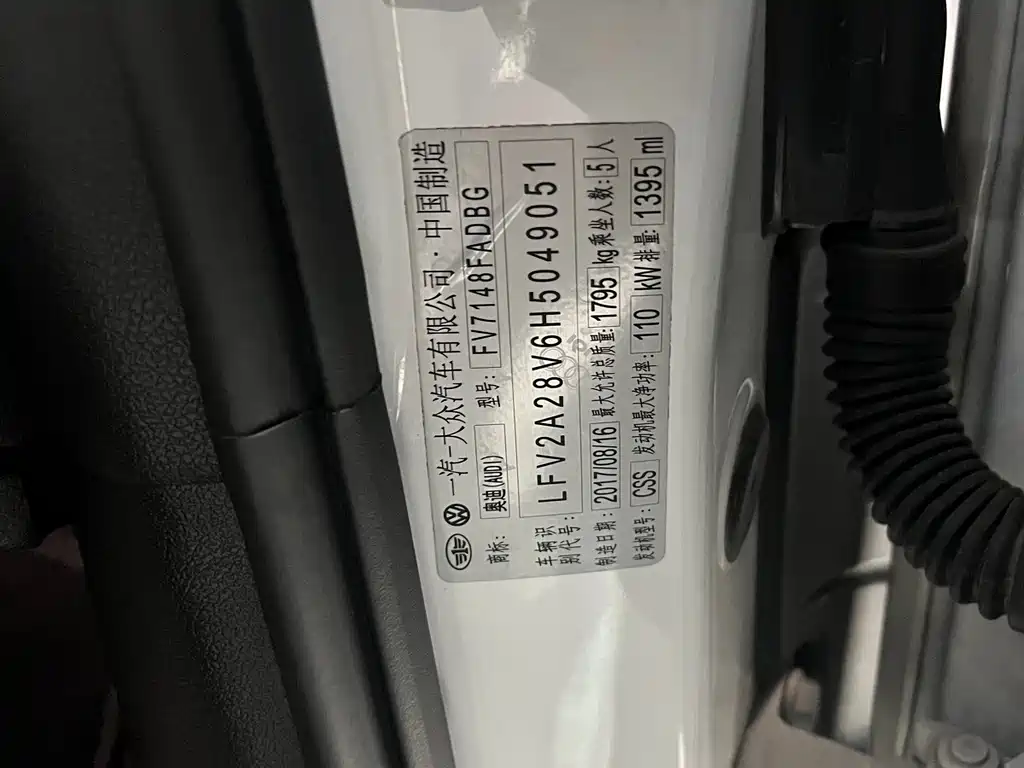 一汽-大众汽车有限公司·中国制造
商标: 奥迪(AUDI) 型号: FV7148FADBG
车辆识别代号: LFV2A28V6H5049051
制造日期: 2017/08/16 最大允许总质量: 1795 kg 乘坐人数: 5 人
发动机型号: CSS 发动机最大净功率: 110 kW 排量: 1395 ml